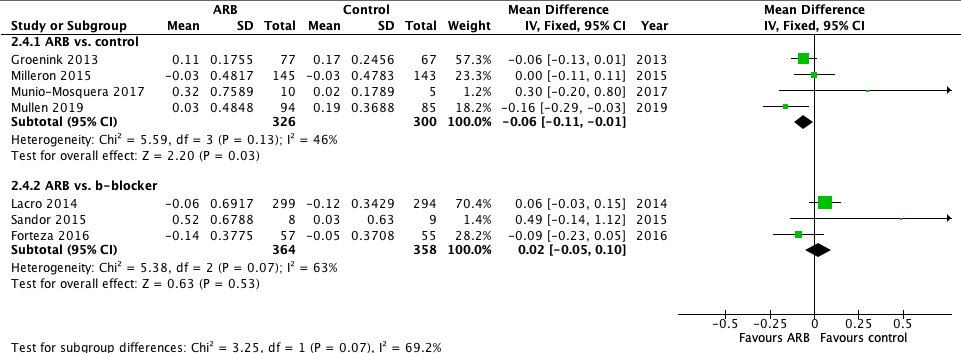 ARB Control Mean Difference Mean Difference
Study or Subgroup Mean SD Total Mean SD Total Weight IV, Fixed, 95% CI Year IV, Fixed, 95% CI
2.4.1 ARB vs. control
Groenink 2013 0.11 0.1755 77 0.17 0.2456 67 57.3% -0.06 [-0.13, 0.01] 2013
Milleron 2015 -0.03 0.4817 145 -0.03 0.4783 143 23.3% 0.00 [-0.11, 0.11] 2015
Munio-Mosquera 2017 0.32 0.7589 10 0.02 0.1789 5 1.2% 0.30 [-0.20, 0.80] 2017
Mullen 2019 0.03 0.4848 94 0.19 0.3688 85 18.2% -0.16 [-0.29, -0.03] 2019
Subtotal (95% CI) 326 300 100.0% -0.06 [-0.11, -0.01]
Heterogeneity: Chi² = 5.59, df = 3 (P = 0.13); I² = 46%
Test for overall effect: Z = 2.20 (P = 0.03)
2.4.2 ARB vs. b-blocker
Lacro 2014 -0.06 0.6917 299 -0.12 0.3429 294 70.4% 0.06 [-0.03, 0.15] 2014
Sandor 2015 0.52 0.6788 8 0.03 0.63 9 1.4% 0.49 [-0.14, 1.12] 2015
Forteza 2016 -0.14 0.3775 57 -0.05 0.3708 55 28.2% -0.09 [-0.23, 0.05] 2016
Subtotal (95% CI) 364 358 100.0% 0.02 [-0.05, 0.10]
Heterogeneity: Chi² = 5.38, df = 2 (P = 0.07); I² = 63%
Test for overall effect: Z = 0.63 (P = 0.53)
-0.5 -0.25 0 0.25 0.5
Favours ARB Favours control
Test for subgroup differences: Chi² = 3.25, df = 1 (P = 0.07), I² = 69.2%